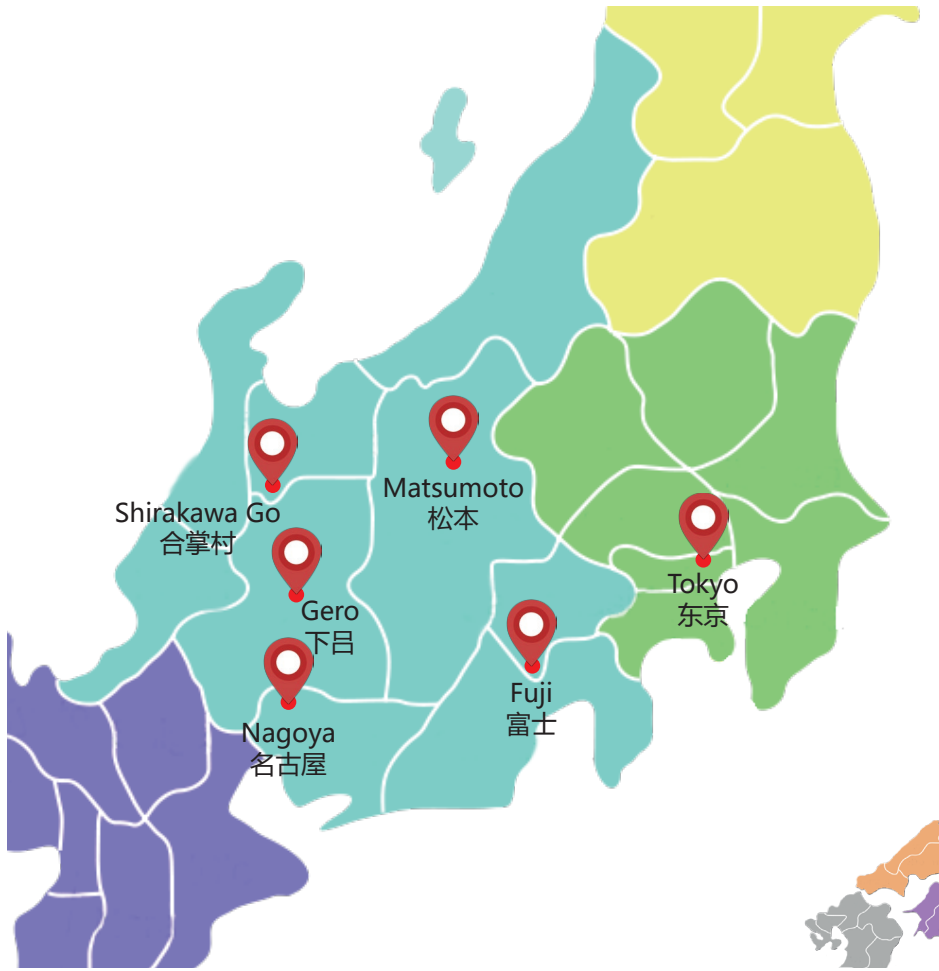 Matsumoto
松本
Shirakawa Go
合掌村
Gero
下吕
Tokyo
东京
Fuji
富士
Nagoya
名古屋